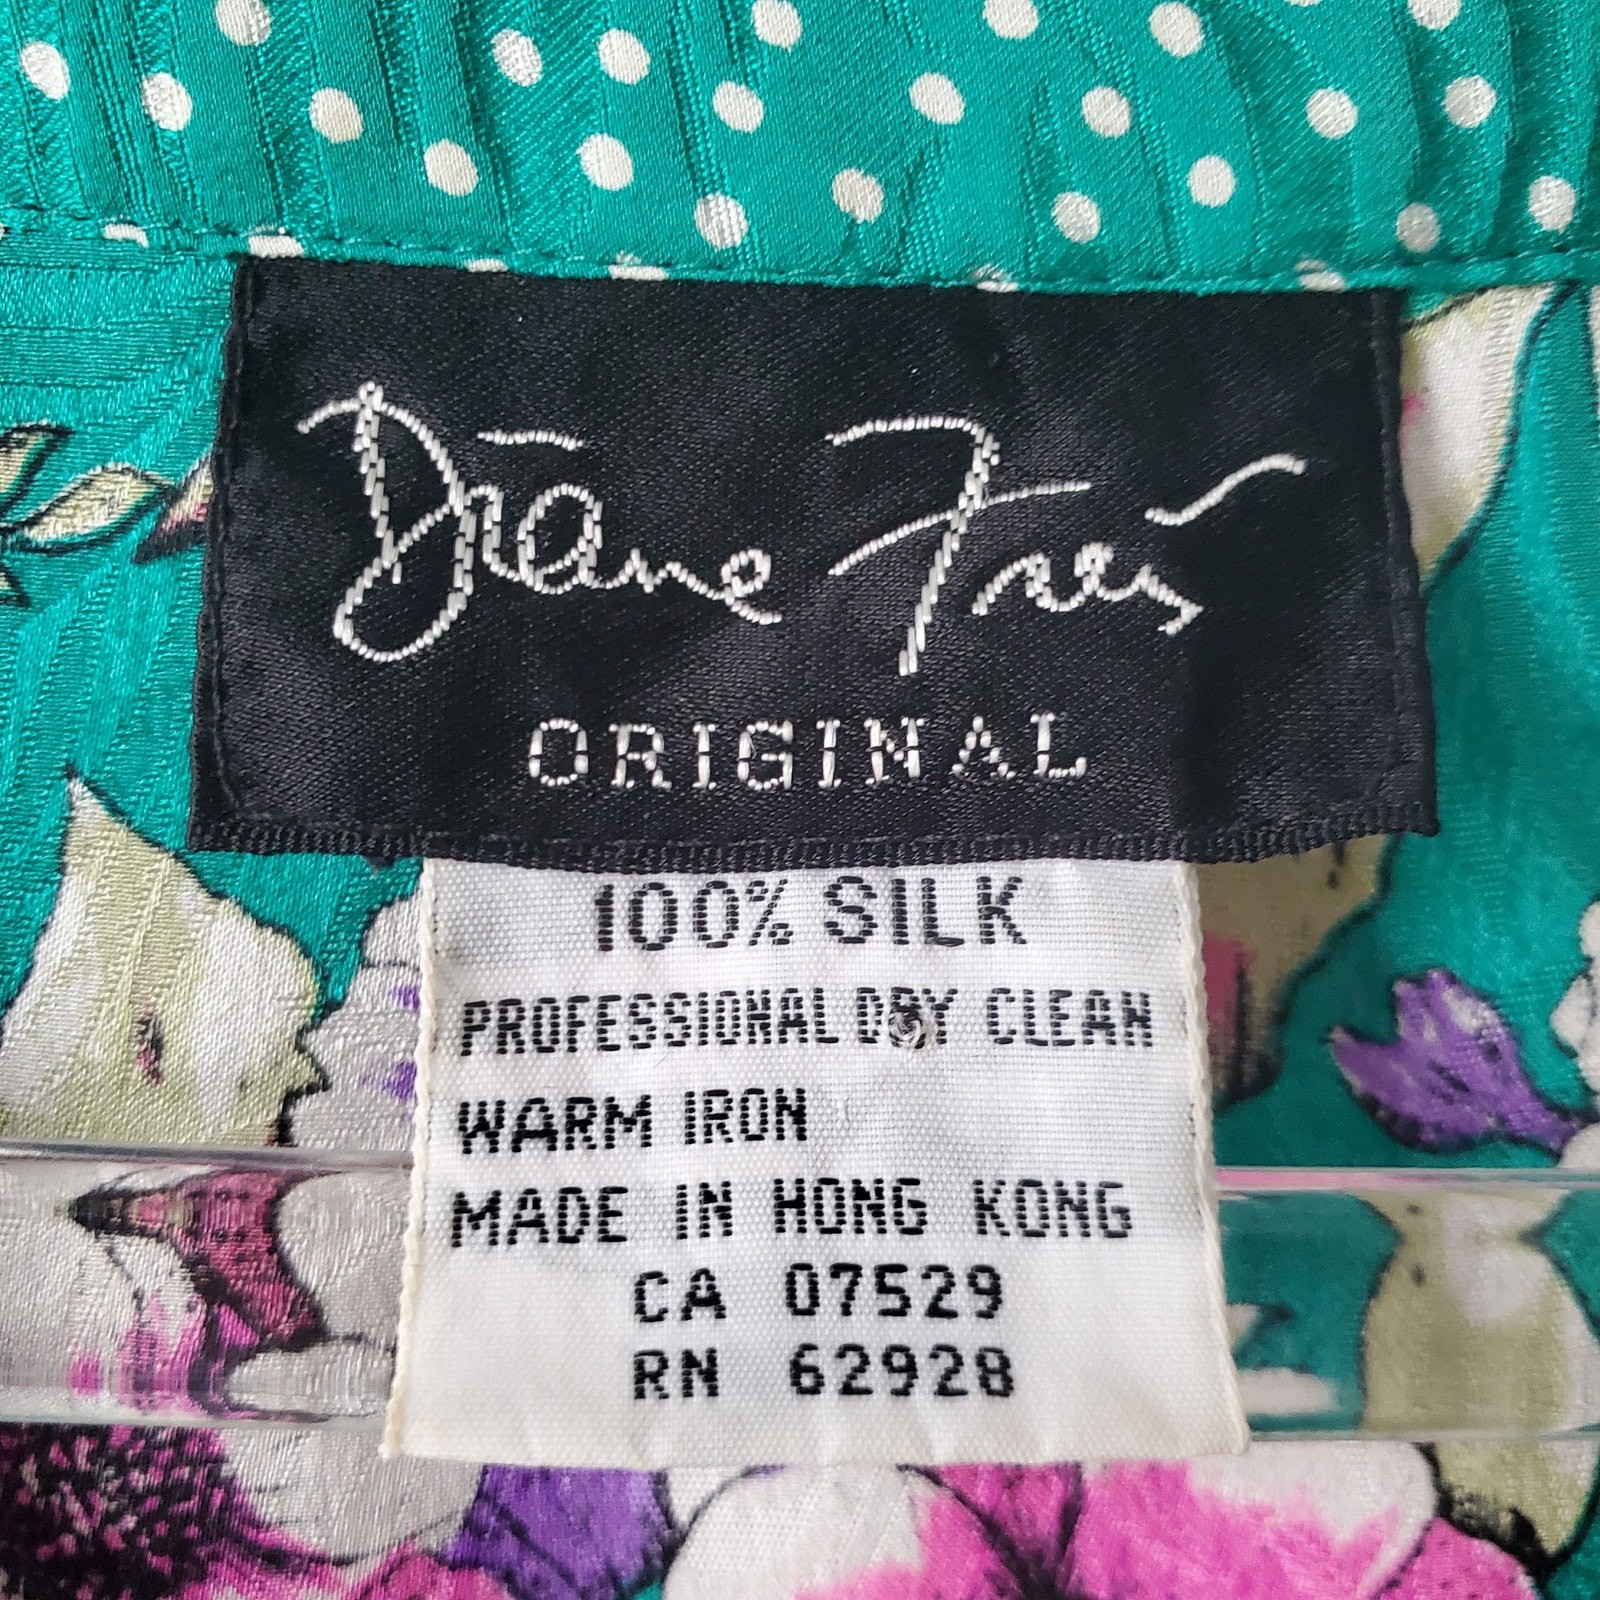 Diane Freis
ORIGINAL
100% SILK
PROFESSIONAL DRY CLEAN
WARM IRON
MADE IN HONG KONG
CA 07529
RN 62928